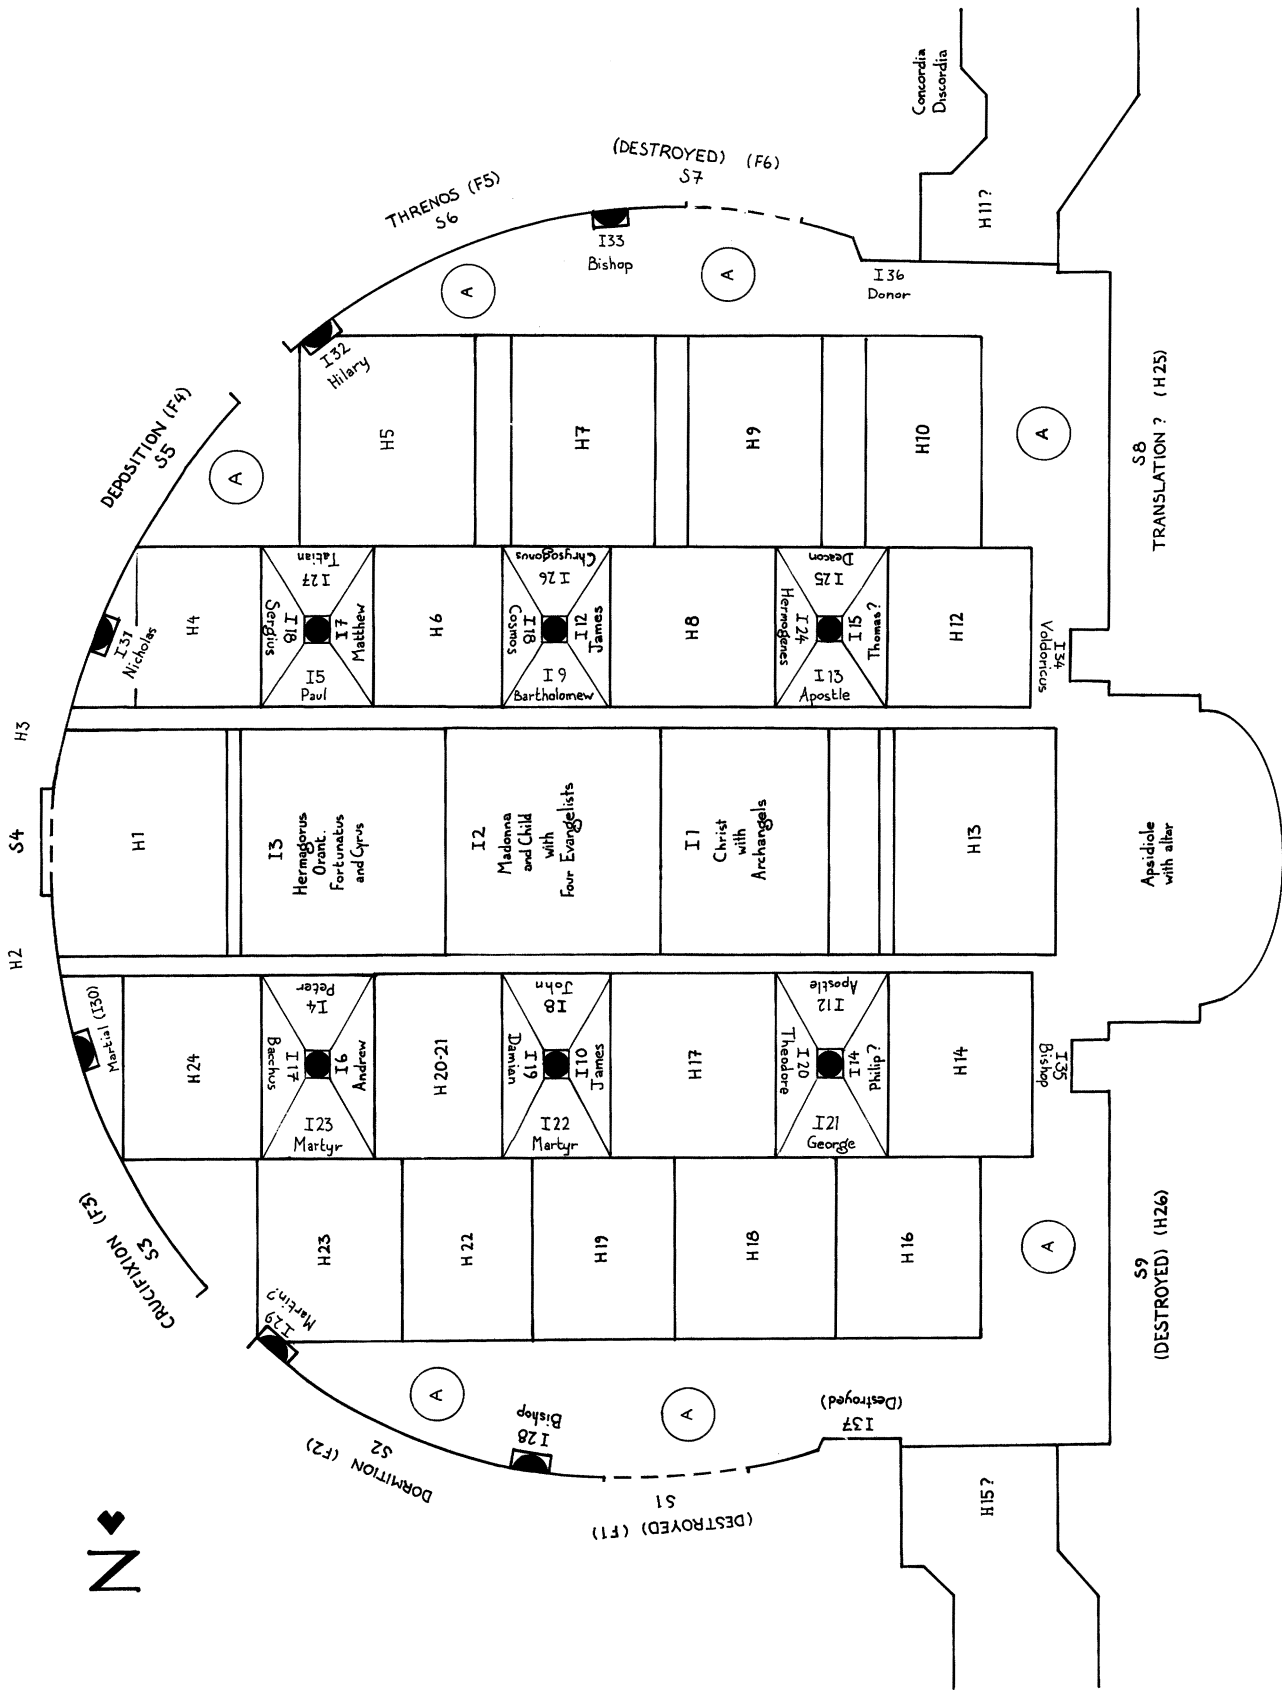 Concordia
Discordia
(DESTROYED) (F6)
S7
THRENOS (F5)
S6
H11?
I33
Bishop
A
A
I36
Donor
I32
Hilary
DEPOSITION (F4)
S5
A
H5
H7
H9
H10
A
S8
TRANSLATION ? (H25)
I31
Nicholas
H4
I27
Tatian
I18
Sergius
I7
Matthew
I5
Paul
H6
I26
Chrysogonus
I18
Cosmos
I12
James
I9
Bartholomew
H8
I25
Deacon
I24
Hermogenes
I15
Thomas?
I13
Apostle
H12
I34
Valdoricus
H3
S4
H2
H1
I3
Hermagorus
Orant.
Fortunatus
and Cyrus
I2
Madonna
and Child
with
Four Evangelists
I1
Christ
with
Archangels
H13
Apsidiole
with altar
Martial (I30)
H24
I4
Peter
I17
Bacchus
I6
Andrew
I23
Martyr
H20-21
I8
John
I19
Damian
I10
James
I22
Martyr
H17
I12
Apostle
I20
Theodore
I14
Philip?
I21
George
H14
I35
Bishop
CRUCIFIXION (F3)
S3
H23
H22
H19
H18
H16
A
S9
(DESTROYED) (H26)
I29
Martin?
A
A
I28
Bishop
I37
(Destroyed)
S2
DORMITION (F2)
S1
(DESTROYED) (F1)
H15?
N